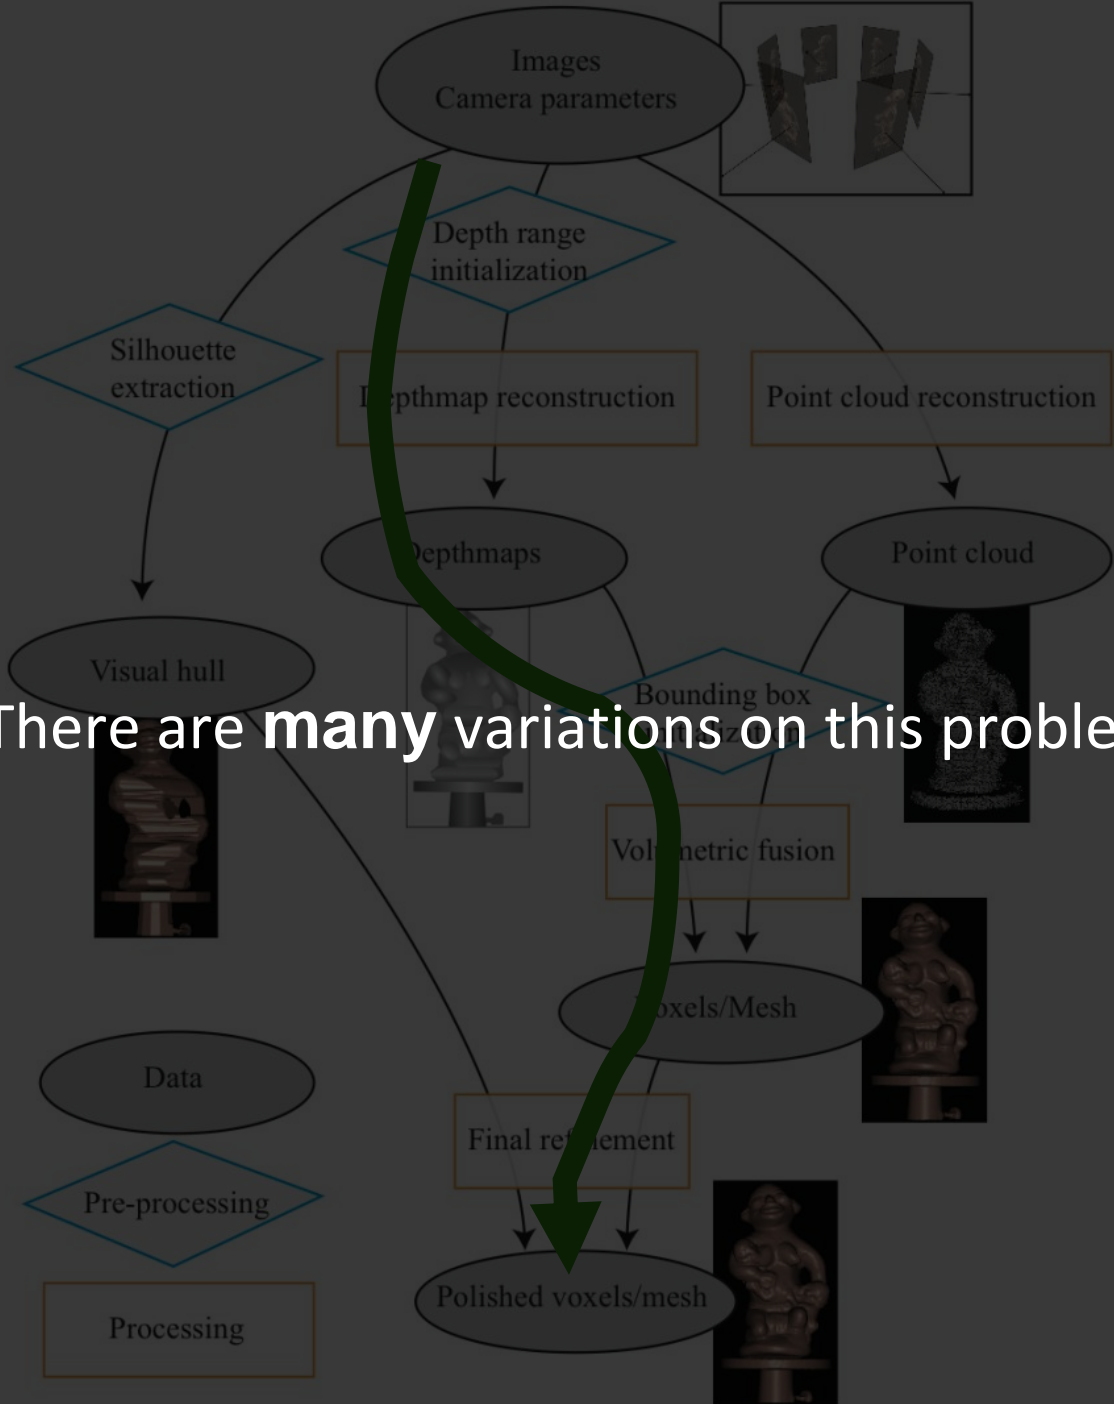 Images
Camera parameters
Depth range
initialization
Silhouette
extraction
Depthmap reconstruction
Point cloud reconstruction
Depthmaps
Point cloud
Visual hull
Bounding box
initialization
There are many variations on this proble
Volumetric fusion
Voxels/Mesh
Data
Final refinement
Pre-processing
Polished voxels/mesh
Processing